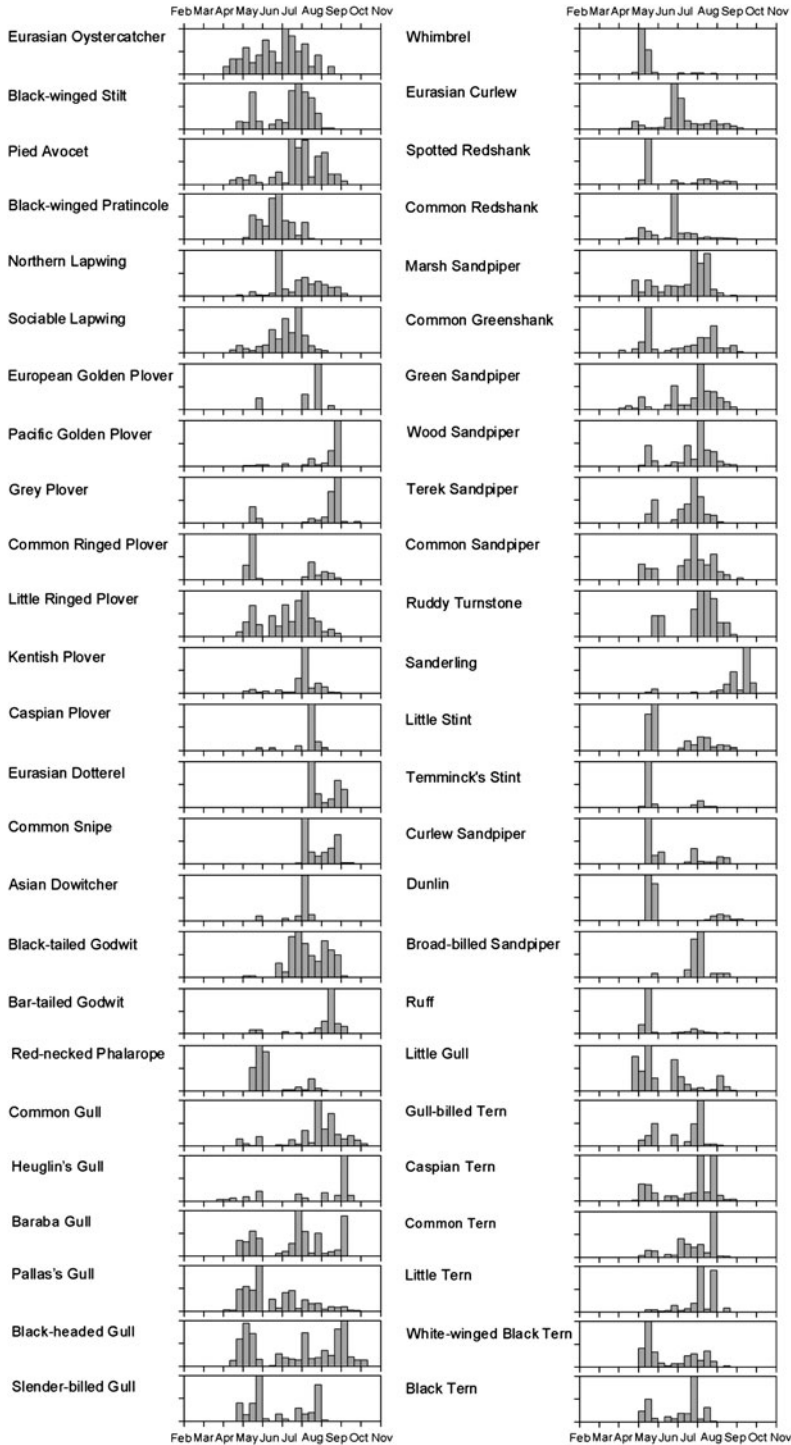 Feb Mar Apr May Jun Jul Aug Sep Oct Nov
Eurasian Oystercatcher
Black-winged Stilt
Pied Avocet
Black-winged Pratincole
Northern Lapwing
Sociable Lapwing
European Golden Plover
Pacific Golden Plover
Grey Plover
Common Ringed Plover
Little Ringed Plover
Kentish Plover
Caspian Plover
Eurasian Dotterel
Common Snipe
Asian Dowitcher
Black-tailed Godwit
Bar-tailed Godwit
Red-necked Phalarope
Common Gull
Heuglin's Gull
Baraba Gull
Pallas's Gull
Black-headed Gull
Slender-billed Gull
Feb Mar Apr May Jun Jul Aug Sep Oct Nov
Feb Mar Apr May Jun Jul Aug Sep Oct Nov
Whimbrel
Eurasian Curlew
Spotted Redshank
Common Redshank
Marsh Sandpiper
Common Greenshank
Green Sandpiper
Wood Sandpiper
Terek Sandpiper
Common Sandpiper
Ruddy Turnstone
Sanderling
Little Stint
Temminck's Stint
Curlew Sandpiper
Dunlin
Broad-billed Sandpiper
Ruff
Little Gull
Gull-billed Tern
Caspian Tern
Common Tern
Little Tern
White-winged Black Tern
Black Tern
Feb Mar Apr May Jun Jul Aug Sep Oct Nov